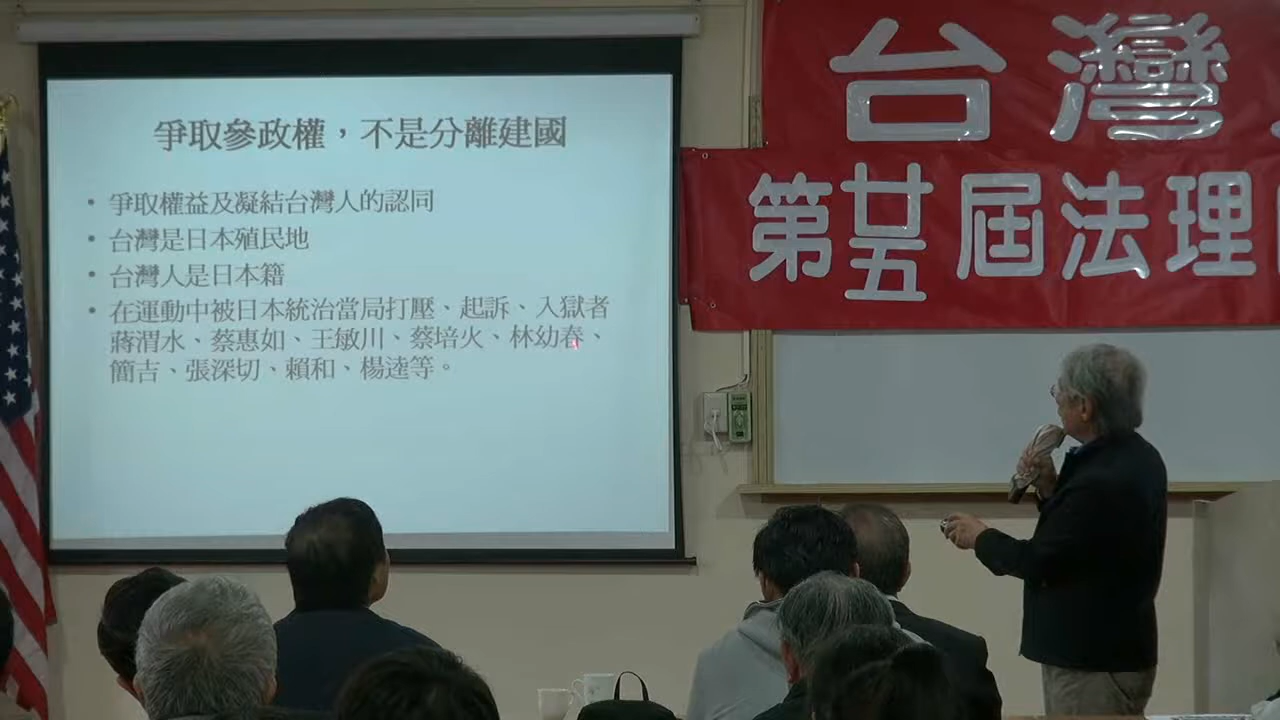 爭取參政權，不是分離建國
• 爭取權益及凝結台灣人的認同
• 台灣是日本殖民地
• 台灣人是日本籍
• 在運動中被日本統治當局打壓、起訴、入獄者
蔣渭水、蔡惠如、王敏川、蔡培火、林幼春、
簡吉、張深切、賴和、楊逵等。
台灣
第廿五屆法理